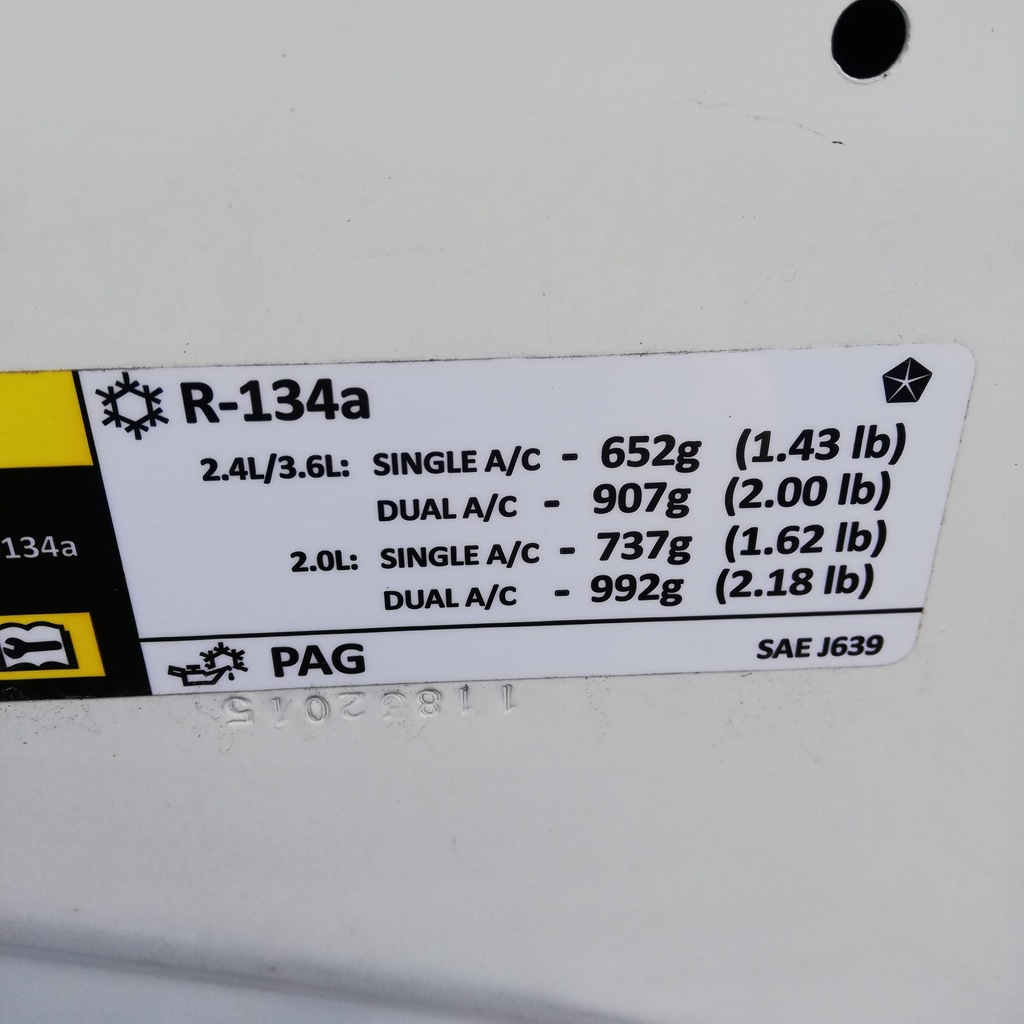 R-134a
2.4L/3.6L: SINGLE A/C - 652g (1.43 lb)
DUAL A/C - 907g (2.00 lb)
2.0L: SINGLE A/C - 737g (1.62 lb)
DUAL A/C - 992g (2.18 lb)
-134a
PAG SAE J639